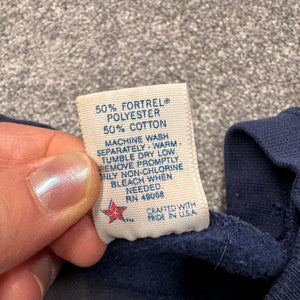 50% FORTREL®
POLYESTER
50% COTTON
MACHINE WASH
SEPARATELY - WARM -
TUMBLE DRY LOW.
REMOVE PROMPTLY.
ONLY NON-CHLORINE
BLEACH WHEN
NEEDED.
RN 49068
CRAFTED WITH
PRIDE IN U.S.A.